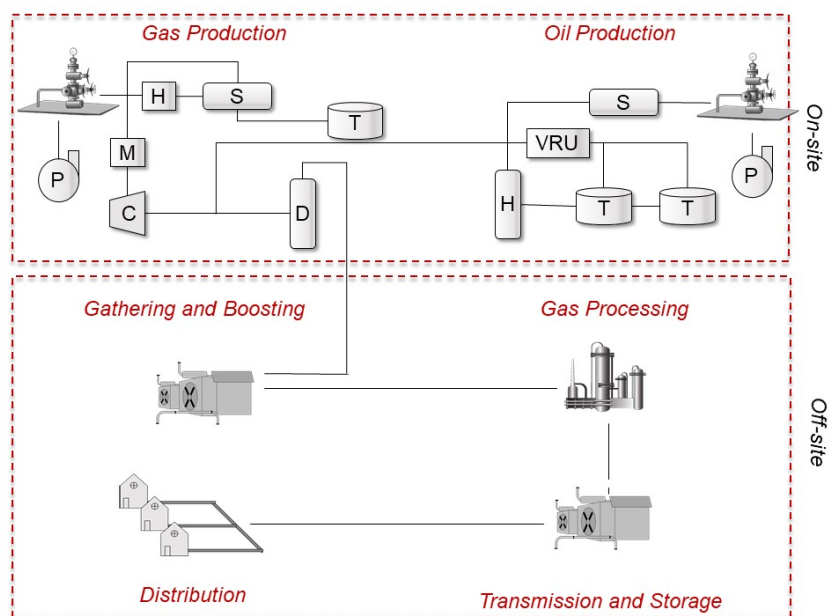 Gas Production
Oil Production
H
S
T
S
M
VRU
P
P
C
D
H
T
T
On-site
Gathering and Boosting
Gas Processing
Off-site
Distribution
Transmission and Storage